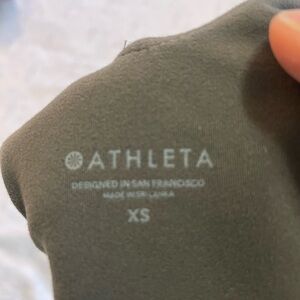 ATHLETA
DESIGNED IN SAN FRANCISCO
MADE IN SRI LANKA
XS